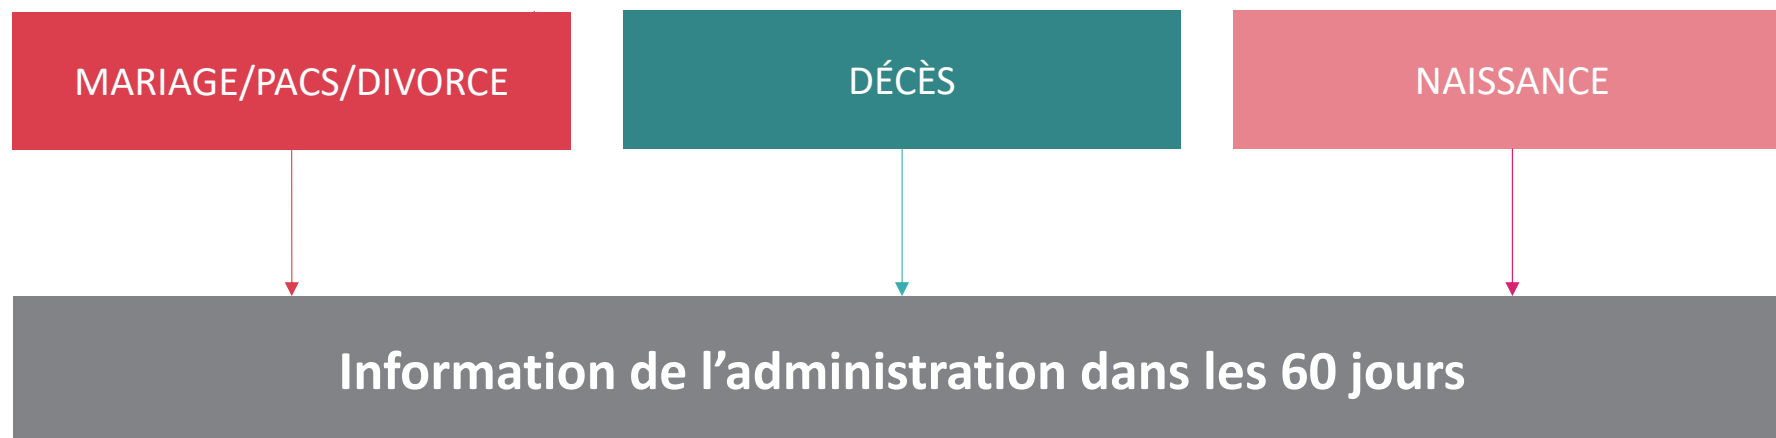 MARIAGE/PACS/DIVORCE
DÉCÈS
NAISSANCE
Information de l’administration dans les 60 jours